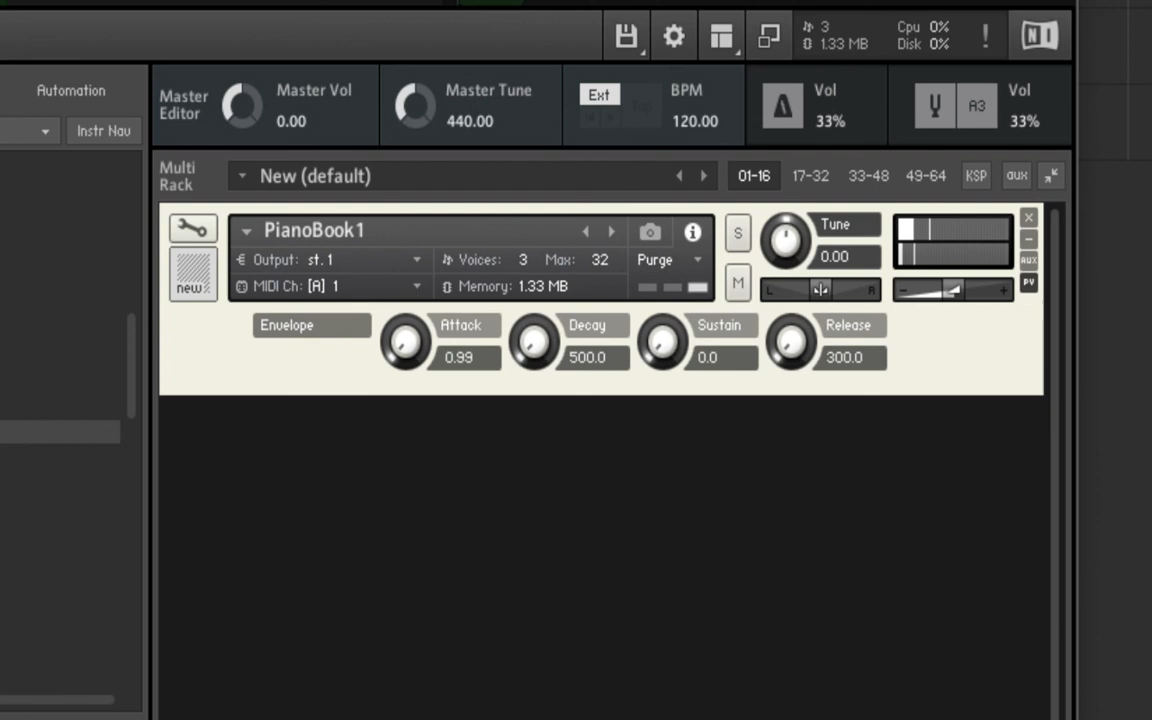 3 Cpu 0%
1.33 MB Disk 0% ! NI
Automation
Master Editor Master Vol 0.00 Master Tune 440.00 Ext BPM 120.00 Vol 33% A3 Vol 33%
Instr Nav
Multi Rack New (default) 01-16 17-32 33-48 49-64 KSP aux
PianoBook1 S Tune x
Output: st. 1 Voices: 3 Max: 32 Purge 0.00 AUX
new MIDI Ch: [A] 1 Memory: 1.33 MB M L R - + PV
Envelope Attack Decay Sustain Release
0.99 500.0 0.0 300.0